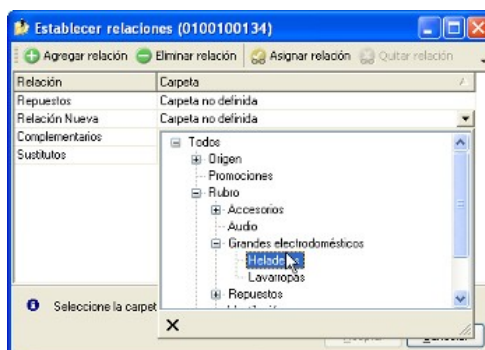 Establecer relaciones (0100100134)
Agregar relación Eliminar relación Asignar relación Quitar relación
Relación Carpeta
Repuestos Carpeta no definida
Relación Nueva Carpeta no definida
Complementarios
Sustitutos
Todos
Origen
Promociones
Rubro
Accesorios
Audio
Grandes electrodomésticos
Heladeras
Lavarropas
Repuestos
Seleccione la carpet